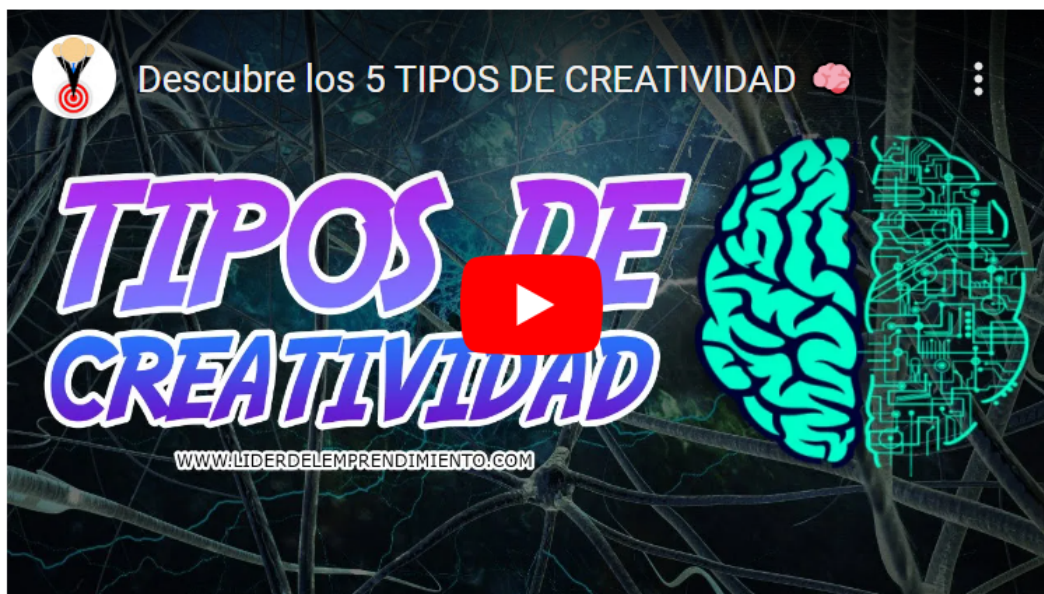 Descubre los 5 TIPOS DE CREATIVIDAD 🧠
TIPOS DE
CREATIVIDAD
WWW.LIDERDELEMPRENDIMIENTO.COM